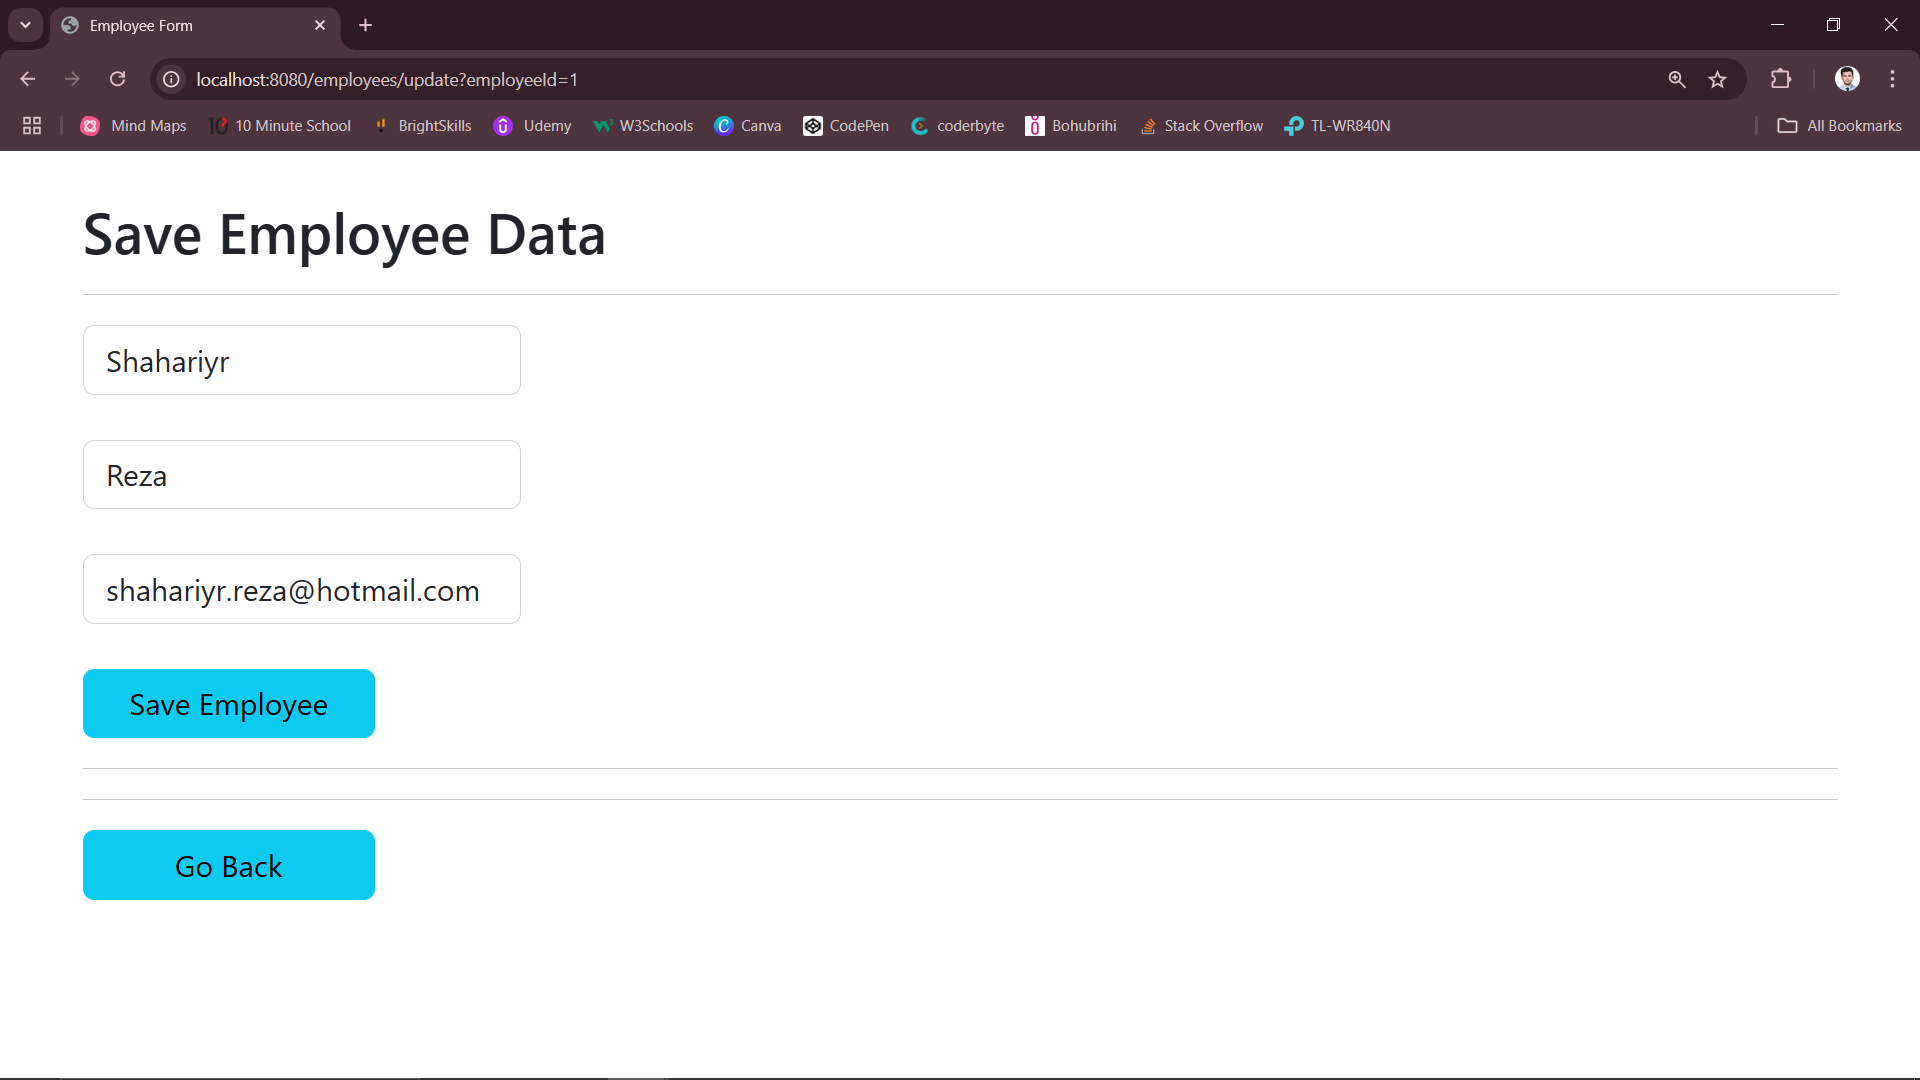 Employee Form
localhost:8080/employees/update?employeeId=1
Mind Maps 10 Minute School BrightSkills Udemy W3Schools Canva CodePen coderbyte Bohubrihi Stack Overflow TL-WR840N All Bookmarks
Save Employee Data
Shahariyr
Reza
shahariyr.reza@hotmail.com
Save Employee
Go Back